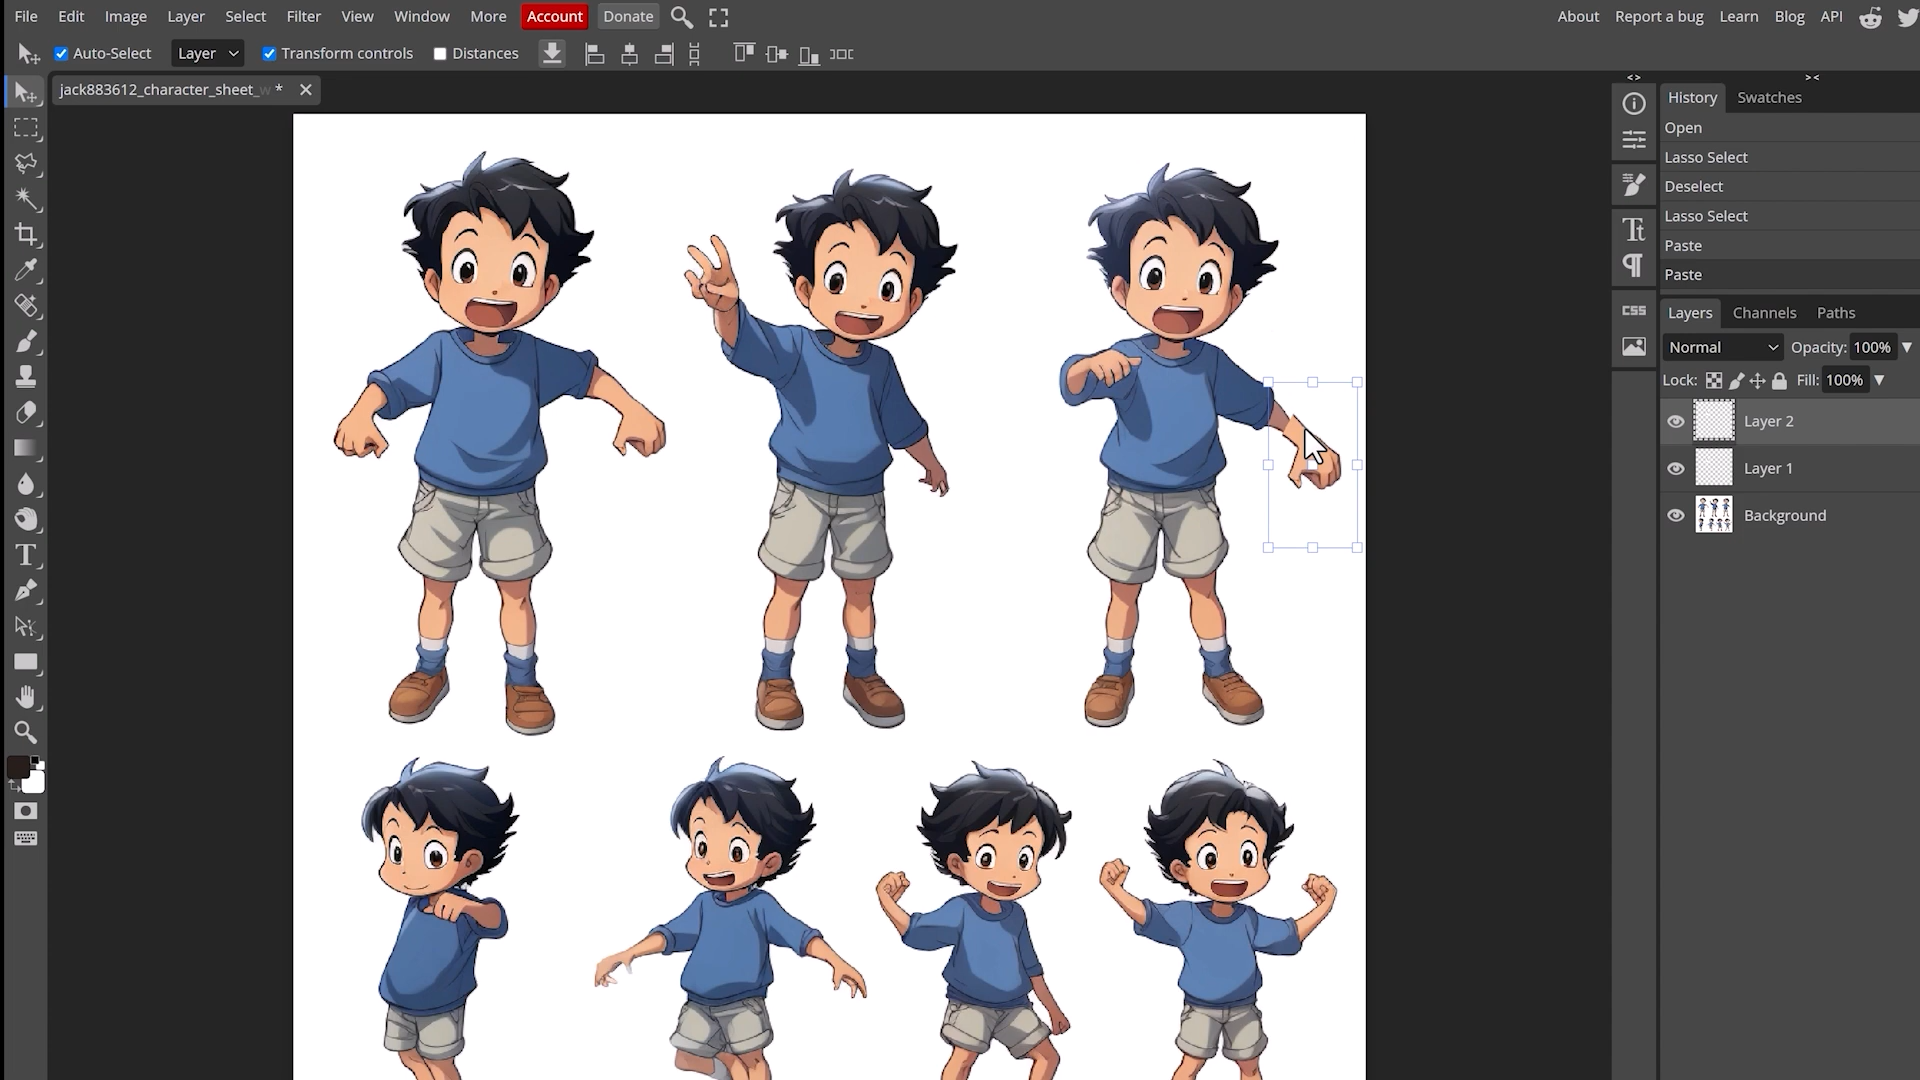 File Edit Image Layer Select Filter View Window More Account Donate About Report a bug Learn Blog API
Auto-Select Layer Transform controls Distances
jack883612_character_sheet_w *
History Swatches
Open
Lasso Select
Deselect
Lasso Select
Paste
Paste
CSS
Layers Channels Paths
Normal Opacity: 100%
Lock: Fill: 100%
Layer 2
Layer 1
Background